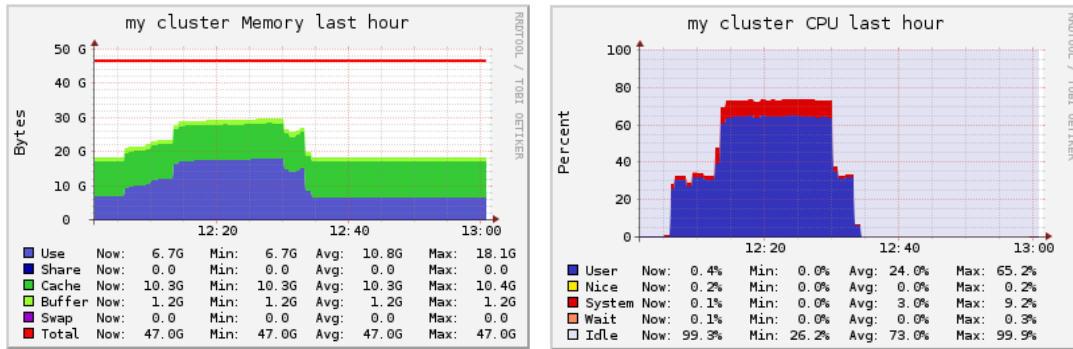 my cluster Memory last hour
RRDTOOL / TOBI OETIKER
Bytes
50 G
40 G
30 G
20 G
10 G
0
12:20 12:40 13:00
Use Now: 6.7G Min: 6.7G Avg: 10.8G Max: 18.1G
Share Now: 0.0 Min: 0.0 Avg: 0.0 Max: 0.0
Cache Now: 10.3G Min: 10.3G Avg: 10.3G Max: 10.4G
Buffer Now: 1.2G Min: 1.2G Avg: 1.2G Max: 1.2G
Swap Now: 0.0 Min: 0.0 Avg: 0.0 Max: 0.0
Total Now: 47.0G Min: 47.0G Avg: 47.0G Max: 47.0G
my cluster CPU last hour
RRDTOOL / TOBI OETIKER
Percent
100
80
60
40
20
0
12:20 12:40 13:00
User Now: 0.4% Min: 0.0% Avg: 24.0% Max: 65.2%
Nice Now: 0.2% Min: 0.0% Avg: 0.0% Max: 0.2%
System Now: 0.1% Min: 0.0% Avg: 3.0% Max: 9.2%
Wait Now: 0.1% Min: 0.0% Avg: 0.0% Max: 0.3%
Idle Now: 99.3% Min: 26.2% Avg: 73.0% Max: 99.9%